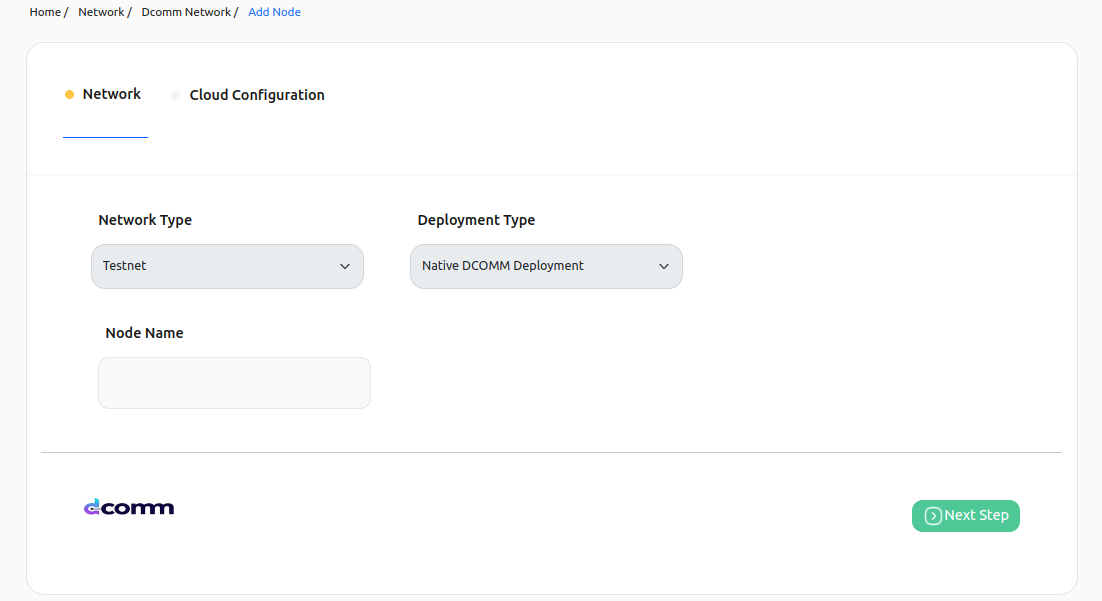 Home / Network / Dcomm Network / Add Node
Network Cloud Configuration
Network Type Deployment Type
Testnet Native DCOMM Deployment
Node Name
dcomm
Next Step